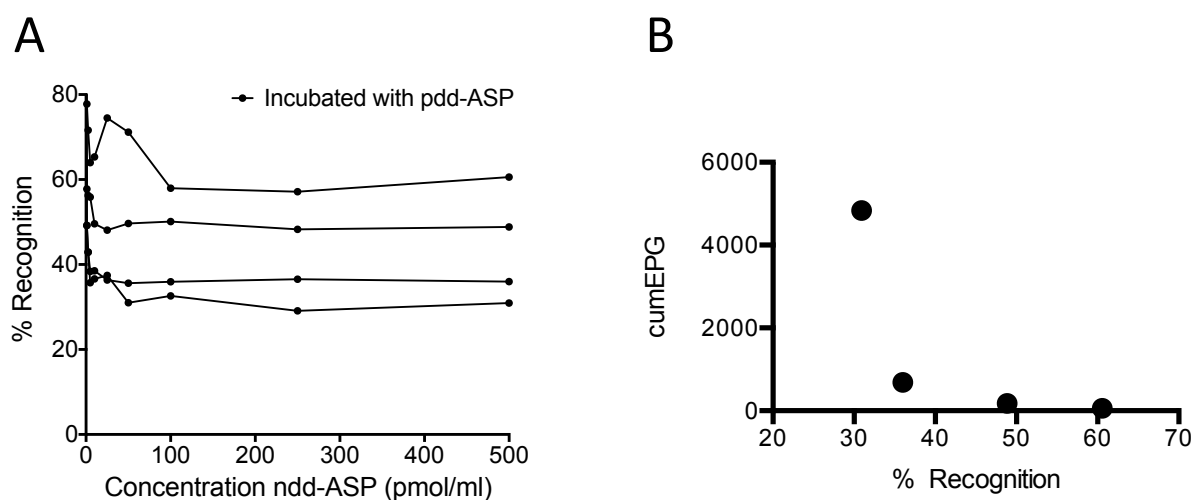 A
B
80
60
40
20
0
% Recognition
Incubated with pdd-ASP
0 100 200 300 400 500
Concentration ndd-ASP (pmol/ml)
6000
4000
2000
0
cumEPG
20 30 40 50 60 70
% Recognition